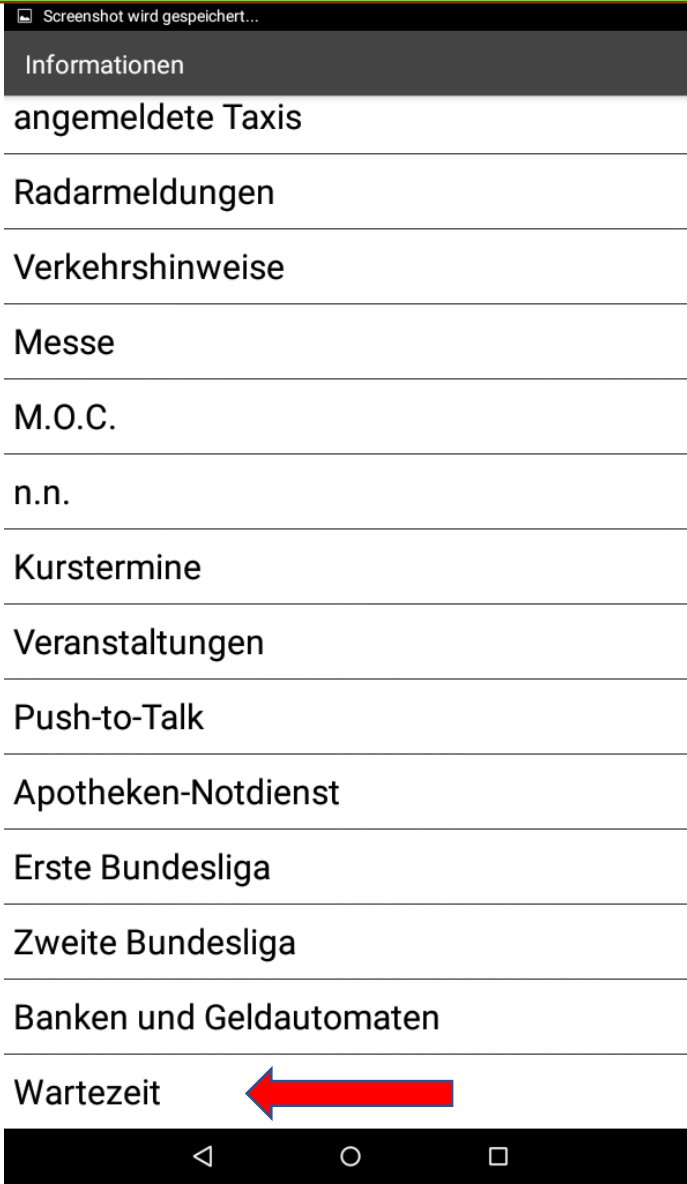 Screenshot wird gespeichert...
Informationen
angemeldete Taxis
Radarmeldungen
Verkehrshinweise
Messe
M.O.C.
n.n.
Kurstermine
Veranstaltungen
Push-to-Talk
Apotheken-Notdienst
Erste Bundesliga
Zweite Bundesliga
Banken und Geldautomaten
Wartezeit